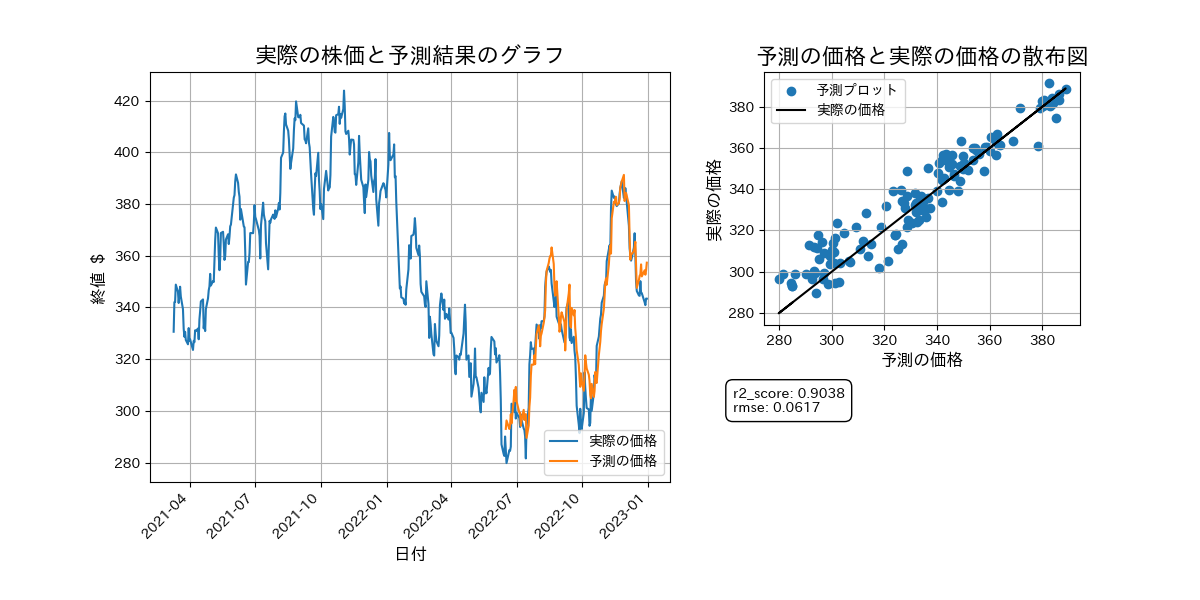 実際の株価と予測結果のグラフ
終値 $
420
400
380
360
340
320
300
280
2021-04
2021-07
2021-10
2022-01
2022-04
2022-07
2022-10
2023-01
日付
実際の価格
予測の価格
予測の価格と実際の価格の散布図
実際の価格
380
360
340
320
300
280
280
300
320
340
360
380
予測の価格
予測プロット
実際の価格
r2_score: 0.9038
rmse: 0.0617